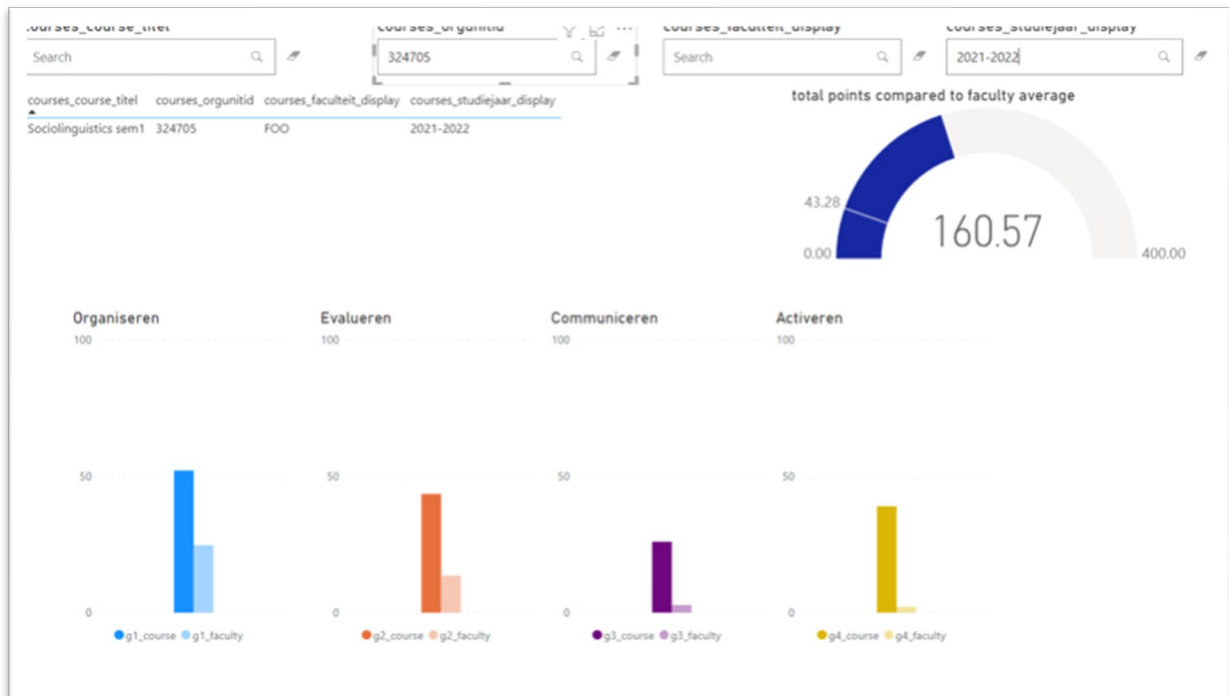 courses_course_titel courses_orgunitid courses_faculteit_display courses_studiejaar_display
Search 324705 Search 2021-2022
courses_course_titel courses_orgunitid courses_faculteit_display courses_studiejaar_display
Sociolinguistics sem1 324705 FOO 2021-2022
total points compared to faculty average
43.28
160.57
0.00 400.00
Organiseren Evalueren Communiceren Activeren
100 100 100 100
50 50 50 50
0 0 0 0
g1_course g1_faculty g2_course g2_faculty g3_course g3_faculty g4_course g4_faculty